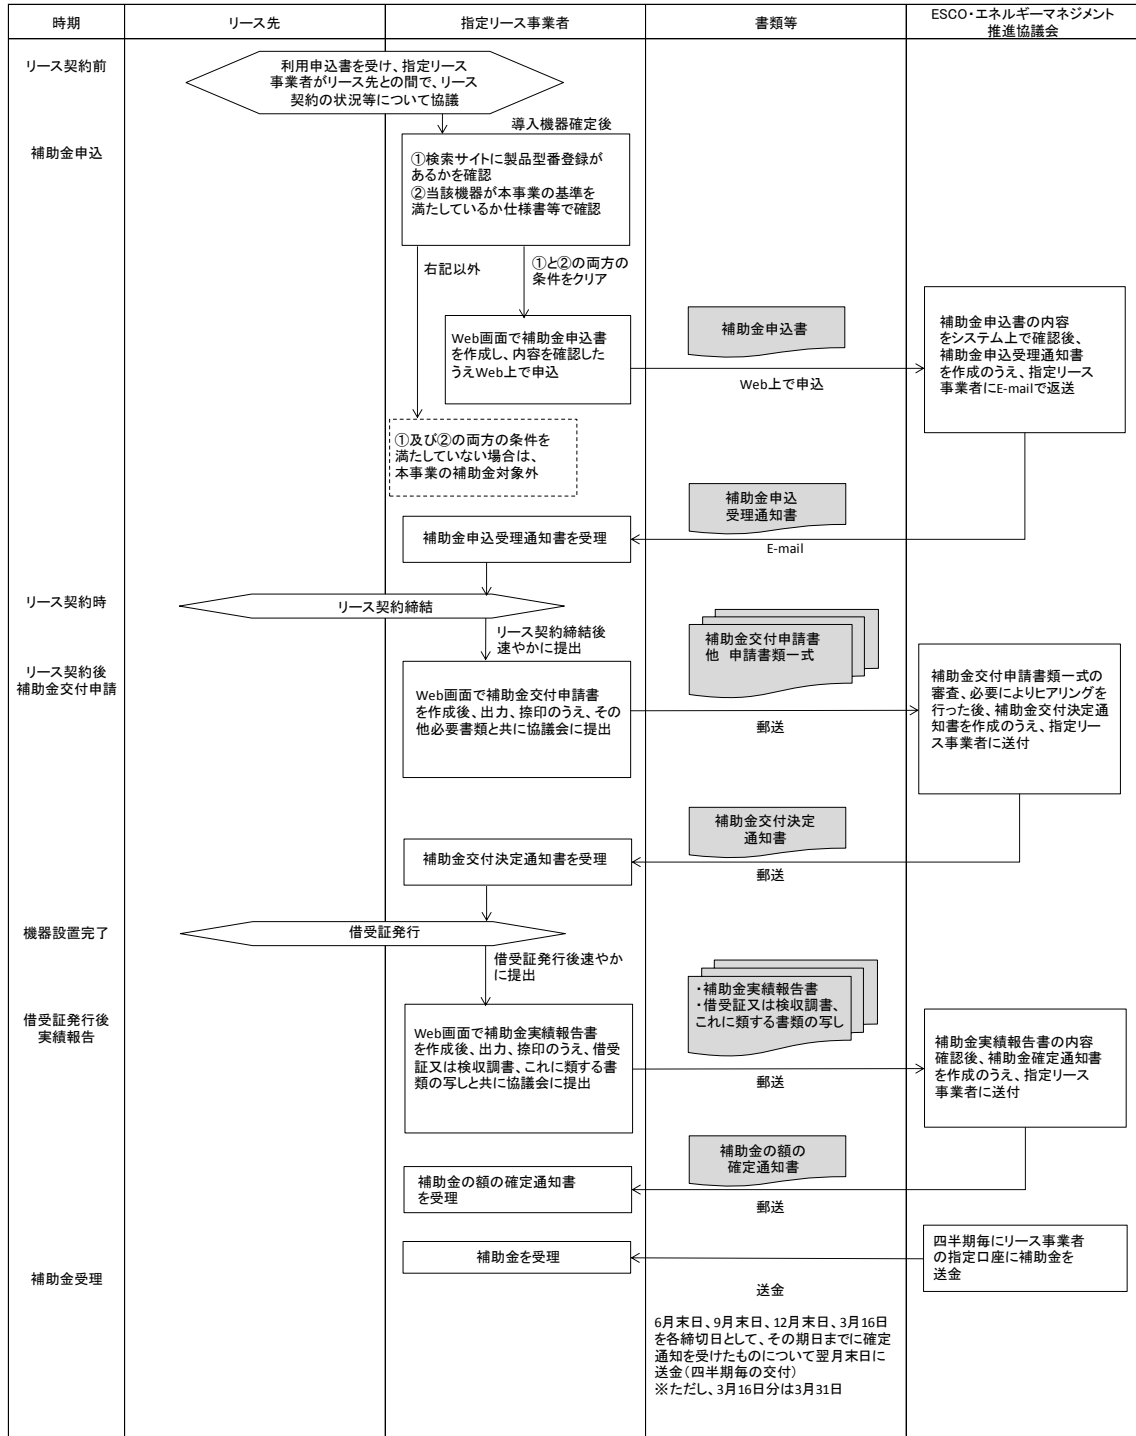 時期
リース先
指定リース事業者
書類等
ESCO・エネルギーマネジメント
推進協議会
リース契約前
利用申込書を受け、指定リース
事業者がリース先との間で、リース
契約の状況等について協議
導入機器確定後
補助金申込
①検索サイトに製品型番登録が
あるかを確認
②当該機器が本事業の基準を
満たしているか仕様書等で確認
右記以外
①と②の両方の
条件をクリア
Web画面で補助金申込書
を作成し、内容を確認した
うえWeb上で申込
補助金申込書
Web上で申込
補助金申込書の内容
をシステム上で確認後、
補助金申込受理通知書
を作成のうえ、指定リース
事業者にE-mailで返送
①及び②の両方の条件を
満たしていない場合は、
本事業の補助金対象外
補助金申込
受理通知書
補助金申込受理通知書を受理
E-mail
リース契約時
リース契約締結
リース契約締結後
速やかに提出
補助金交付申請書
他 申請書類一式
リース契約後
補助金交付申請
Web画面で補助金交付申請書
を作成後、出力、捺印のうえ、その
他必要書類と共に協議会に提出
郵送
補助金交付申請書類一式の
審査、必要によりヒアリングを
行った後、補助金交付決定通
知書を作成のうえ、指定リー
ス事業者に送付
補助金交付決定
通知書
補助金交付決定通知書を受理
郵送
機器設置完了
借受証発行
借受証発行後速やか
に提出
・補助金実績報告書
・借受証又は検収調書、
これに類する書類の写し
借受証発行後
実績報告
Web画面で補助金実績報告書
を作成後、出力、捺印のうえ、借受
証又は検収調書、これに類する書
類の写しと共に協議会に提出
郵送
補助金実績報告書の内容
確認後、補助金確定通知書
を作成のうえ、指定リース
事業者に送付
補助金の額の
確定通知書
補助金の額の確定通知書
を受理
郵送
補助金受理
補助金を受理
送金
四半期毎にリース事業者
の指定口座に補助金を
送金
6月末日、9月末日、12月末日、3月16日
を各締切日として、その期日までに確定
通知を受けたものについて翌月末日に
送金(四半期毎の交付)
※ただし、3月16日分は3月31日